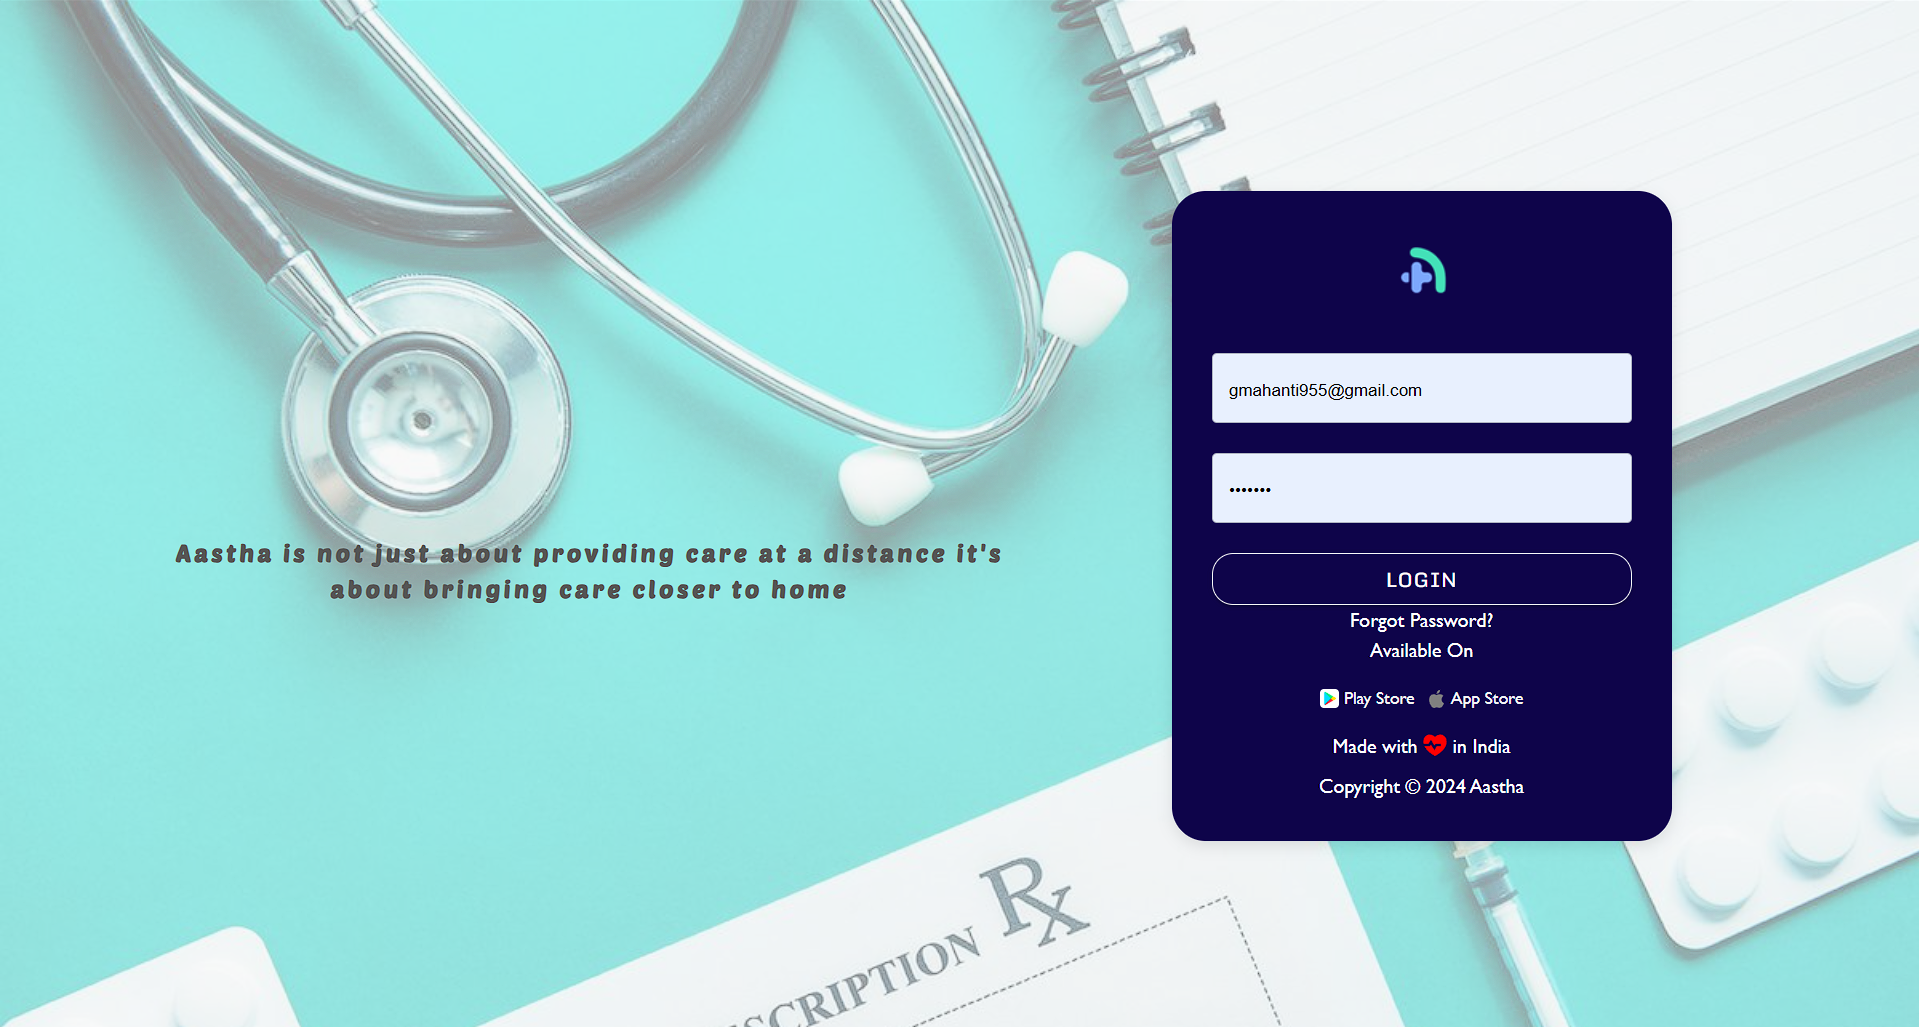 Aastha is not just about providing care at a distance it's
about bringing care closer to home
gmahanti955@gmail.com
•••••••
LOGIN
Forgot Password?
Available On
Play Store App Store
Made with in India
Copyright © 2024 Aastha
SCRIPTION Rx